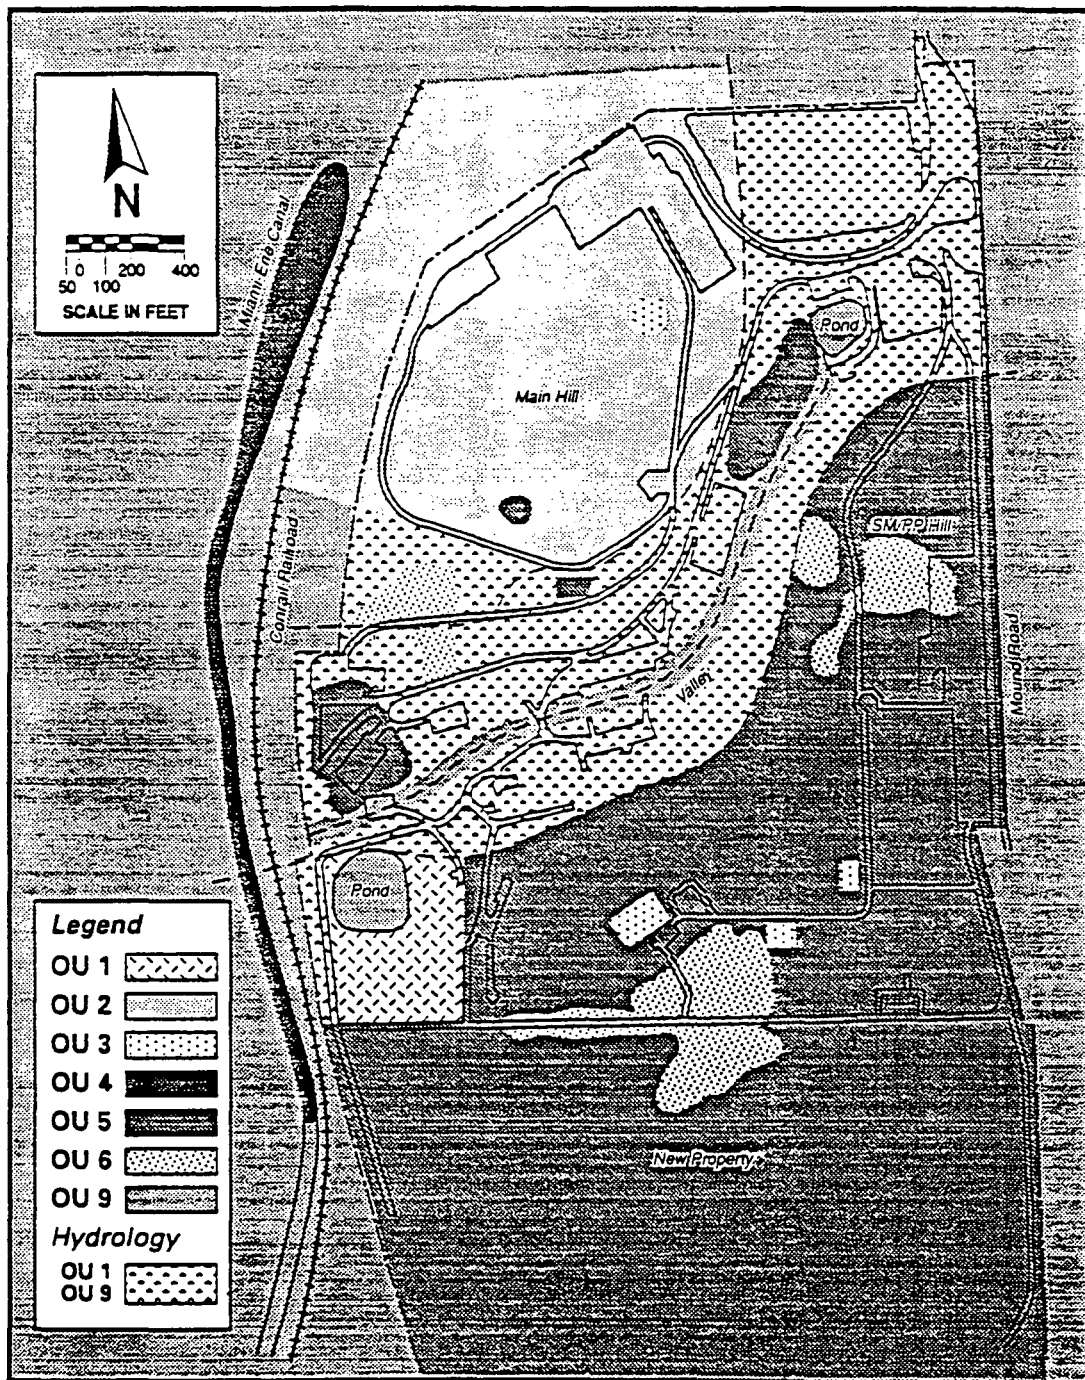 N
0 200 400
50 100
SCALE IN FEET
Miami Erie Canal
Conrail Railroad
Main Hill
Pond
SM/PP Hill
Mound Road
Valley
Pond
New Property
Legend
OU 1
OU 2
OU 3
OU 4
OU 5
OU 6
OU 9
Hydrology
OU 1
OU 9